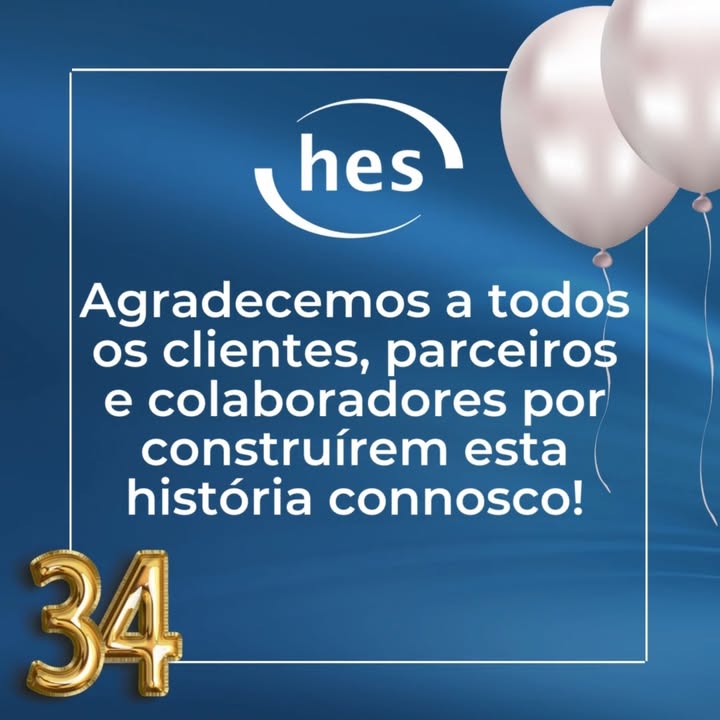 hes
Agradecemos a todos
os clientes, parceiros
e colaboradores por
construírem esta
história connosco!
34